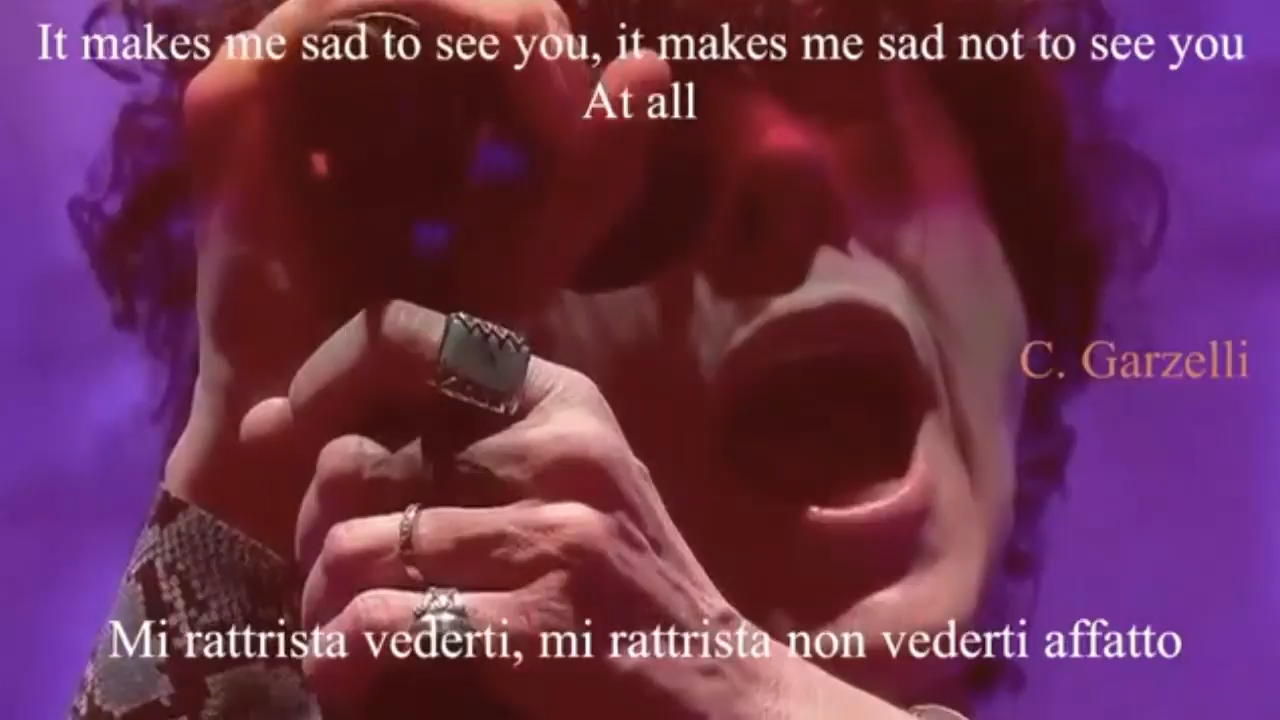 It makes me sad to see you, it makes me sad not to see you
At all
C. Garzelli
Mi rattrista vederti, mi rattrista non vederti affatto